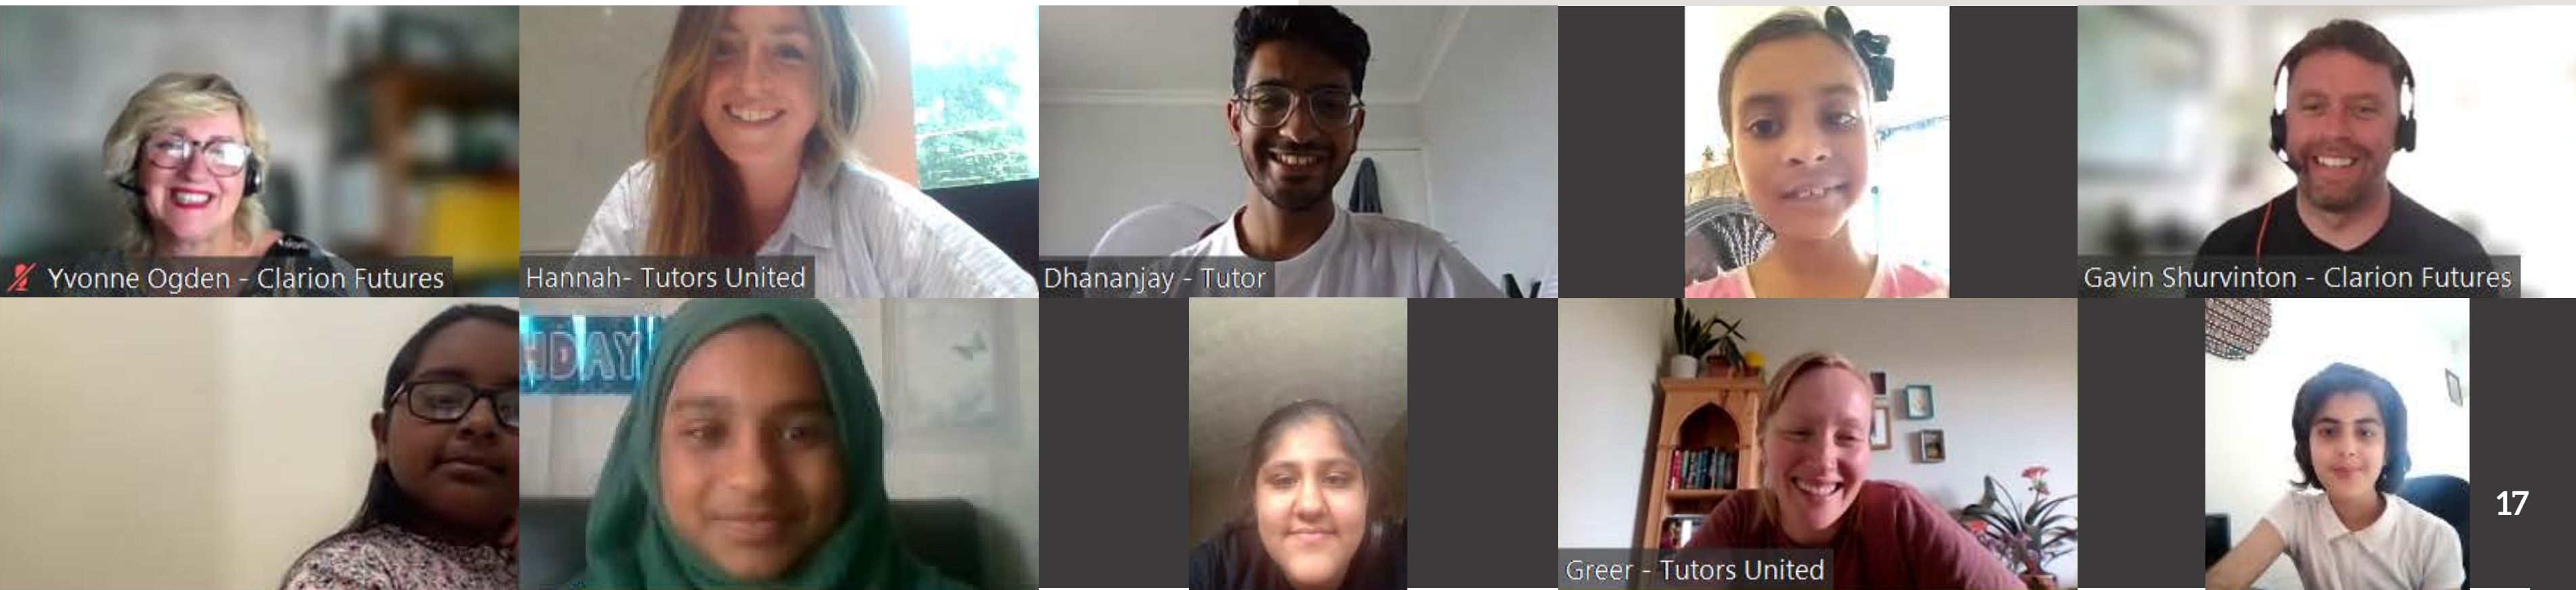 Yvonne Ogden - Clarion Futures
Hannah- Tutors United
Dhananjay - Tutor
Gavin Shurvinton - Clarion Futures
HDAY
Greer - Tutors United
17